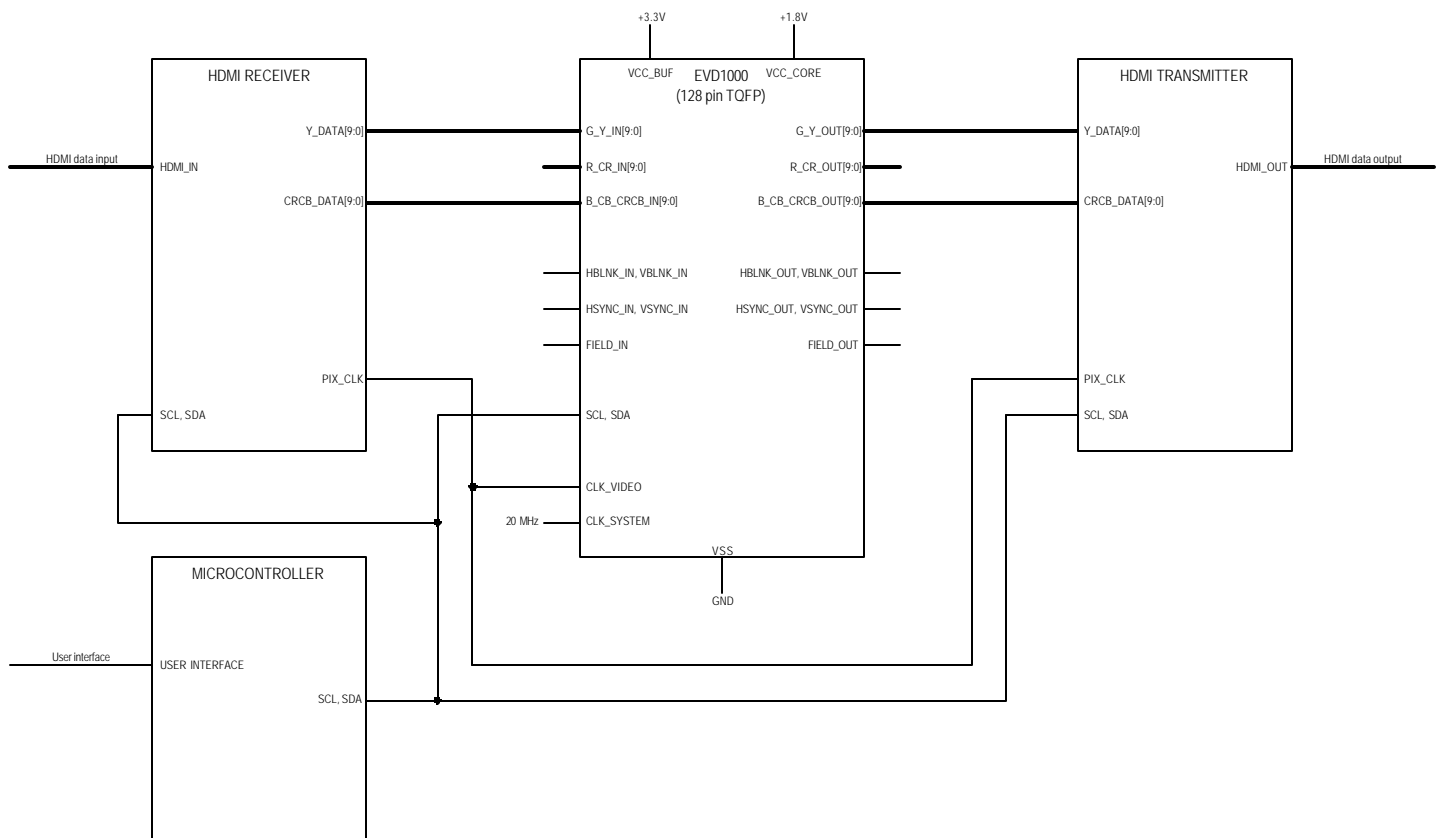 +3.3V
+1.8V
HDMI RECEIVER
VCC_BUF
EVD1000
VCC_CORE
(128 pin TQFP)
HDMI TRANSMITTER
Y_DATA[9:0]
G_Y_IN[9:0]
G_Y_OUT[9:0]
Y_DATA[9:0]
HDMI data input
HDMI_IN
R_CR_IN[9:0]
R_CR_OUT[9:0]
HDMI_OUT
HDMI data output
CRCB_DATA[9:0]
B_CB_CRCB_IN[9:0]
B_CB_CRCB_OUT[9:0]
CRCB_DATA[9:0]
HBLNK_IN, VBLNK_IN
HBLNK_OUT, VBLNK_OUT
HSYNC_IN, VSYNC_IN
HSYNC_OUT, VSYNC_OUT
FIELD_IN
FIELD_OUT
PIX_CLK
PIX_CLK
SCL, SDA
SCL, SDA
SCL, SDA
CLK_VIDEO
20 MHz
CLK_SYSTEM
VSS
GND
MICROCONTROLLER
User interface
USER INTERFACE
SCL, SDA